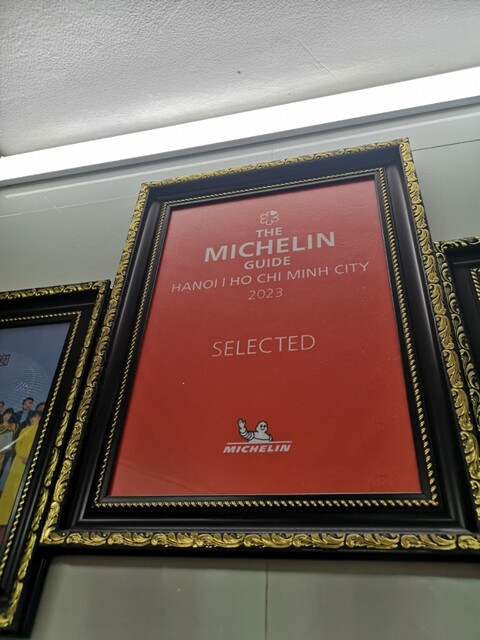 THE
MICHELIN
GUIDE
HANOI | HO CHI MINH CITY
2023
SELECTED
MICHELIN